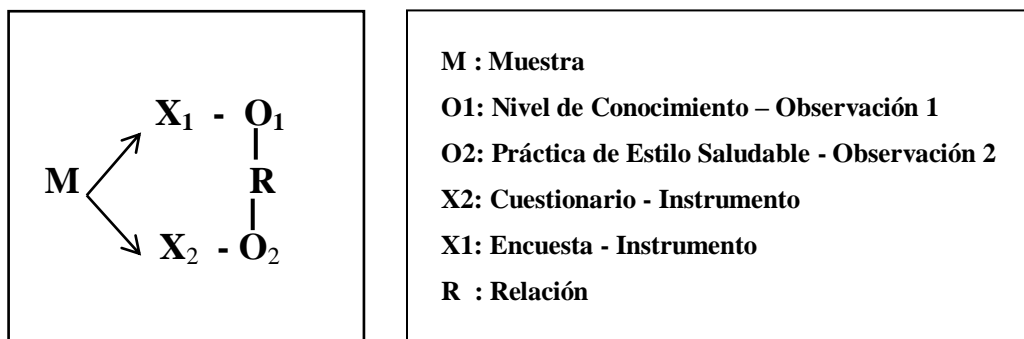 X₁ - O₁
M R
X₂ - O₂
M : Muestra
O1: Nivel de Conocimiento – Observación 1
O2: Práctica de Estilo Saludable - Observación 2
X2: Cuestionario - Instrumento
X1: Encuesta - Instrumento
R : Relación